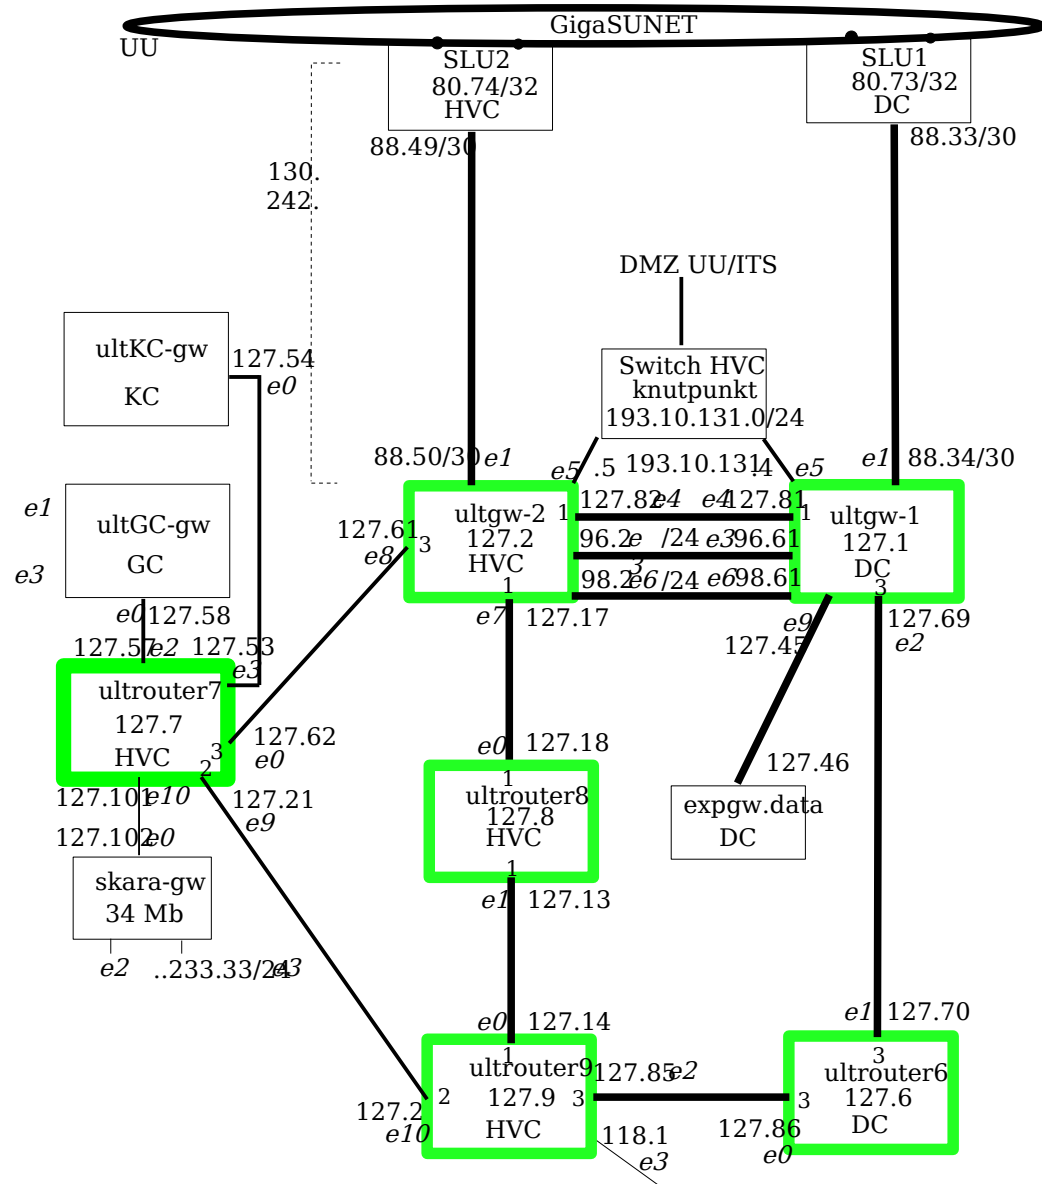 GigaSUNET
UU
SLU2
80.74/32
HVC
SLU1
80.73/32
DC
88.49/30
88.33/30
130.
242.
DMZ UU/ITS
ultKC-gw
KC
127.54
e0
Switch HVC
knutpunkt
193.10.131.0/24
88.50/30 e1
e5 .5 193.10.131. .4 e5
e1 88.34/30
e1
e3
ultGC-gw
GC
127.61
e8
3
ultgw-2
127.2
HVC
1
1
127.82 e4 e4 127.81
96.2 e /24 e3 96.61
3
98.2 e6 /24 e6 98.61
1
ultgw-1
127.1
DC
3
e0 127.58
127.57 e2 127.53
e3
e7 127.17
e9
127.45
127.69
e2
ultrouter7
127.7
HVC
3
2
127.62
e0
e0 127.18
127.46
127.101 e10
127.21
e9
127.102 e0
1
ultrouter8
127.8
HVC
1
expgw.data
DC
skara-gw
34 Mb
e1 127.13
e2
..233.33/24 e3
e0 127.14
e1 127.70
1
ultrouter9
127.9
HVC
2
3
127.85 e2
3
ultrouter6
127.6
DC
3
127.2
e10
118.1
e3
127.86
e0